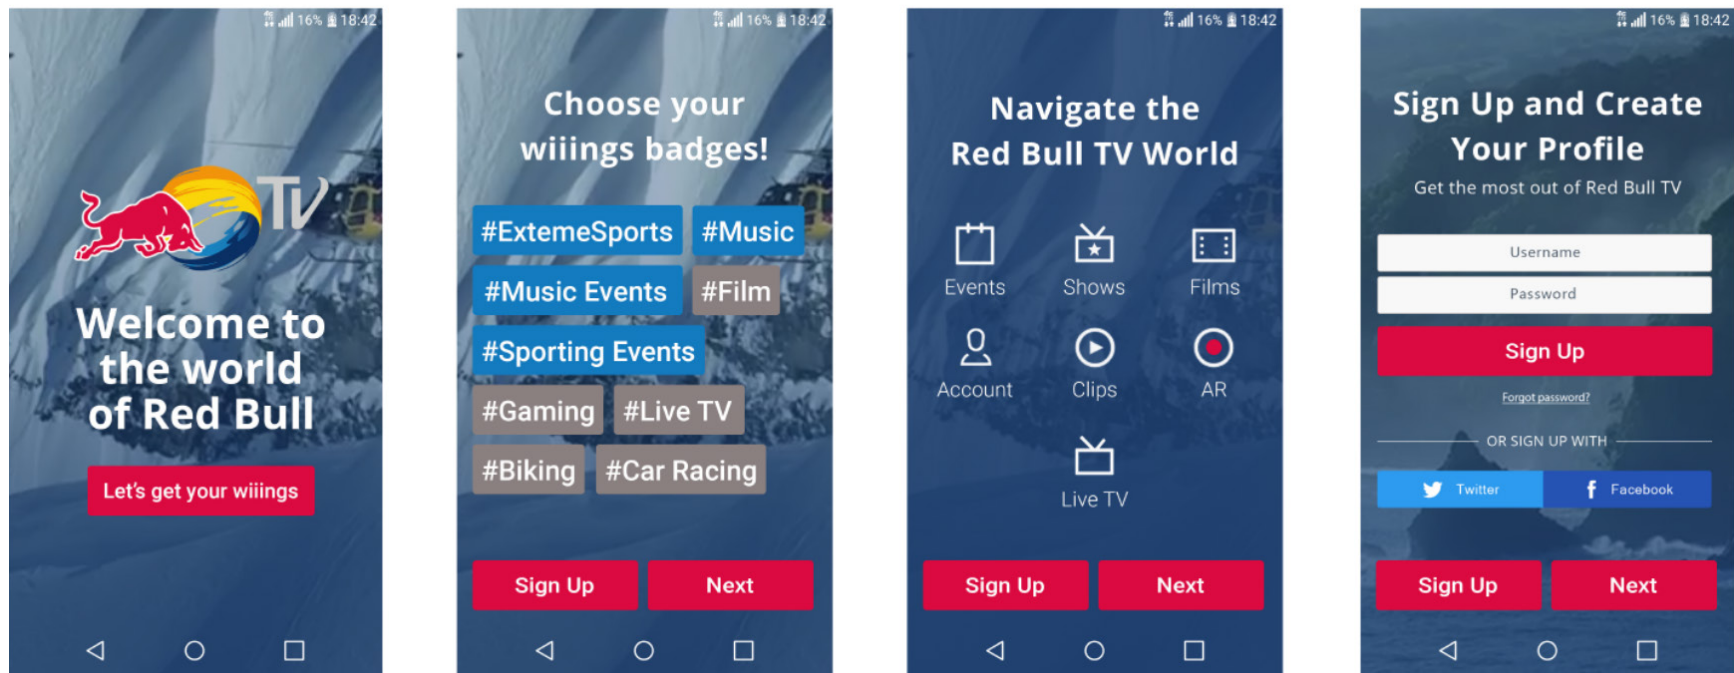 4G 16% 18:42
TV
Welcome to
the world
of Red Bull
Let's get your wiiings
4G 16% 18:42
Choose your
wiiings badges!
#ExtemeSports #Music
#Music Events #Film
#Sporting Events
#Gaming #Live TV
#Biking #Car Racing
Sign Up Next
4G 16% 18:42
Navigate the
Red Bull TV World
Events Shows Films
Account Clips AR
Live TV
Sign Up Next
4G 16% 18:42
Sign Up and Create
Your Profile
Get the most out of Red Bull TV
Username
Password
Sign Up
Forgot password?
OR SIGN UP WITH
Twitter Facebook
Sign Up Next